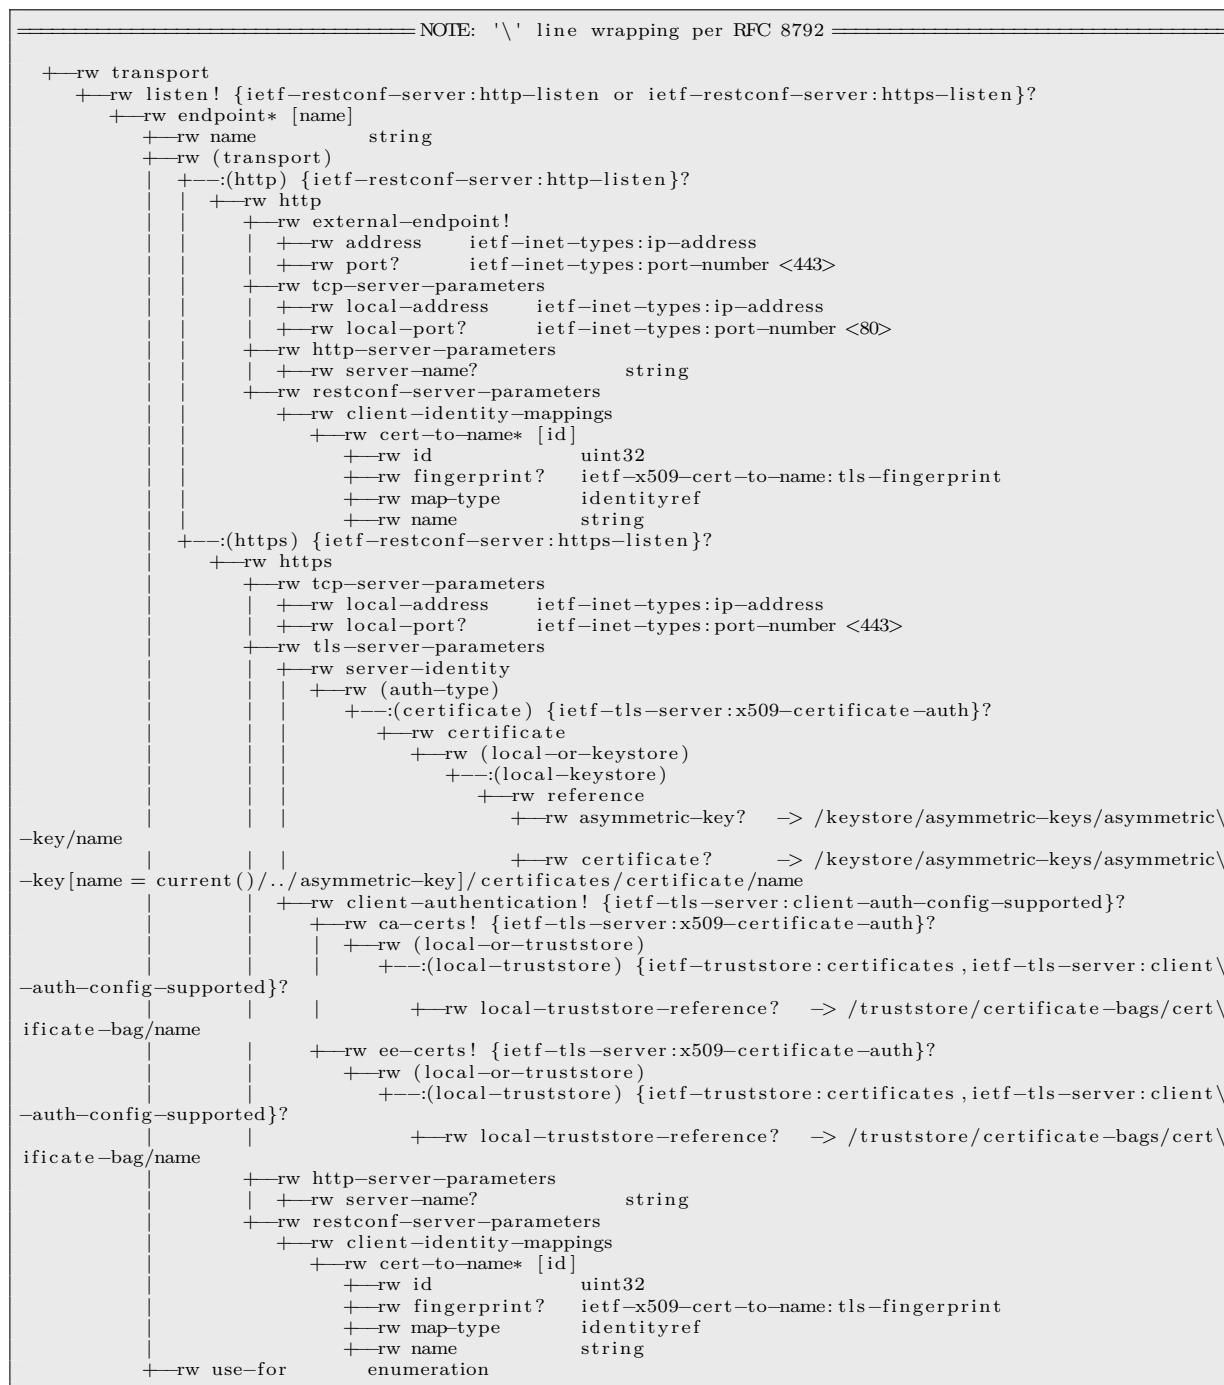 ================================== NOTE: '\' line wrapping per RFC 8792 ==================================
  +--rw transport
     +--rw listen! {ietf-restconf-server:http-listen or ietf-restconf-server:https-listen}?
        +--rw endpoint* [name]
           +--rw name          string
           +--rw (transport)
           |  +--:(http) {ietf-restconf-server:http-listen}?
           |  |  +--rw http
           |  |     +--rw external-endpoint!
           |  |     |  +--rw address    ietf-inet-types:ip-address
           |  |     |  +--rw port?      ietf-inet-types:port-number <443>
           |  |     +--rw tcp-server-parameters
           |  |     |  +--rw local-address    ietf-inet-types:ip-address
           |  |     |  +--rw local-port?      ietf-inet-types:port-number <80>
           |  |     +--rw http-server-parameters
           |  |     |  +--rw server-name?             string
           |  |     +--rw restconf-server-parameters
           |  |        +--rw client-identity-mappings
           |  |           +--rw cert-to-name* [id]
           |  |              +--rw id             uint32
           |  |              +--rw fingerprint?   ietf-x509-cert-to-name:tls-fingerprint
           |  |              +--rw map-type       identityref
           |  |              +--rw name           string
           |  +--:(https) {ietf-restconf-server:https-listen}?
           |     +--rw https
           |        +--rw tcp-server-parameters
           |        |  +--rw local-address    ietf-inet-types:ip-address
           |        |  +--rw local-port?      ietf-inet-types:port-number <443>
           |        +--rw tls-server-parameters
           |        |  +--rw server-identity
           |        |  |  +--rw (auth-type)
           |        |  |     +--:(certificate) {ietf-tls-server:x509-certificate-auth}?
           |        |  |        +--rw certificate
           |        |  |           +--rw (local-or-keystore)
           |        |  |              +--:(local-keystore)
           |        |  |                 +--rw reference
           |        |  |                    +--rw asymmetric-key?   -> /keystore/asymmetric-keys/asymmetric\
-key/name
           |        |  |                    +--rw certificate?      -> /keystore/asymmetric-keys/asymmetric\
-key[name = current()/../asymmetric-key]/certificates/certificate/name
           |        |  +--rw client-authentication! {ietf-tls-server:client-auth-config-supported}?
           |        |     +--rw ca-certs! {ietf-tls-server:x509-certificate-auth}?
           |        |     |  +--rw (local-or-truststore)
           |        |     |     +--:(local-truststore) {ietf-truststore:certificates,ietf-tls-server:client\
-auth-config-supported}?
           |        |     |        +--rw local-truststore-reference?   -> /truststore/certificate-bags/cert\
ificate-bag/name
           |        |     +--rw ee-certs! {ietf-tls-server:x509-certificate-auth}?
           |        |        +--rw (local-or-truststore)
           |        |           +--:(local-truststore) {ietf-truststore:certificates,ietf-tls-server:client\
-auth-config-supported}?
           |        |              +--rw local-truststore-reference?   -> /truststore/certificate-bags/cert\
ificate-bag/name
           |        +--rw http-server-parameters
           |        |  +--rw server-name?             string
           |        +--rw restconf-server-parameters
           |           +--rw client-identity-mappings
           |              +--rw cert-to-name* [id]
           |                 +--rw id             uint32
           |                 +--rw fingerprint?   ietf-x509-cert-to-name:tls-fingerprint
           |                 +--rw map-type       identityref
           |                 +--rw name           string
           +--rw use-for       enumeration